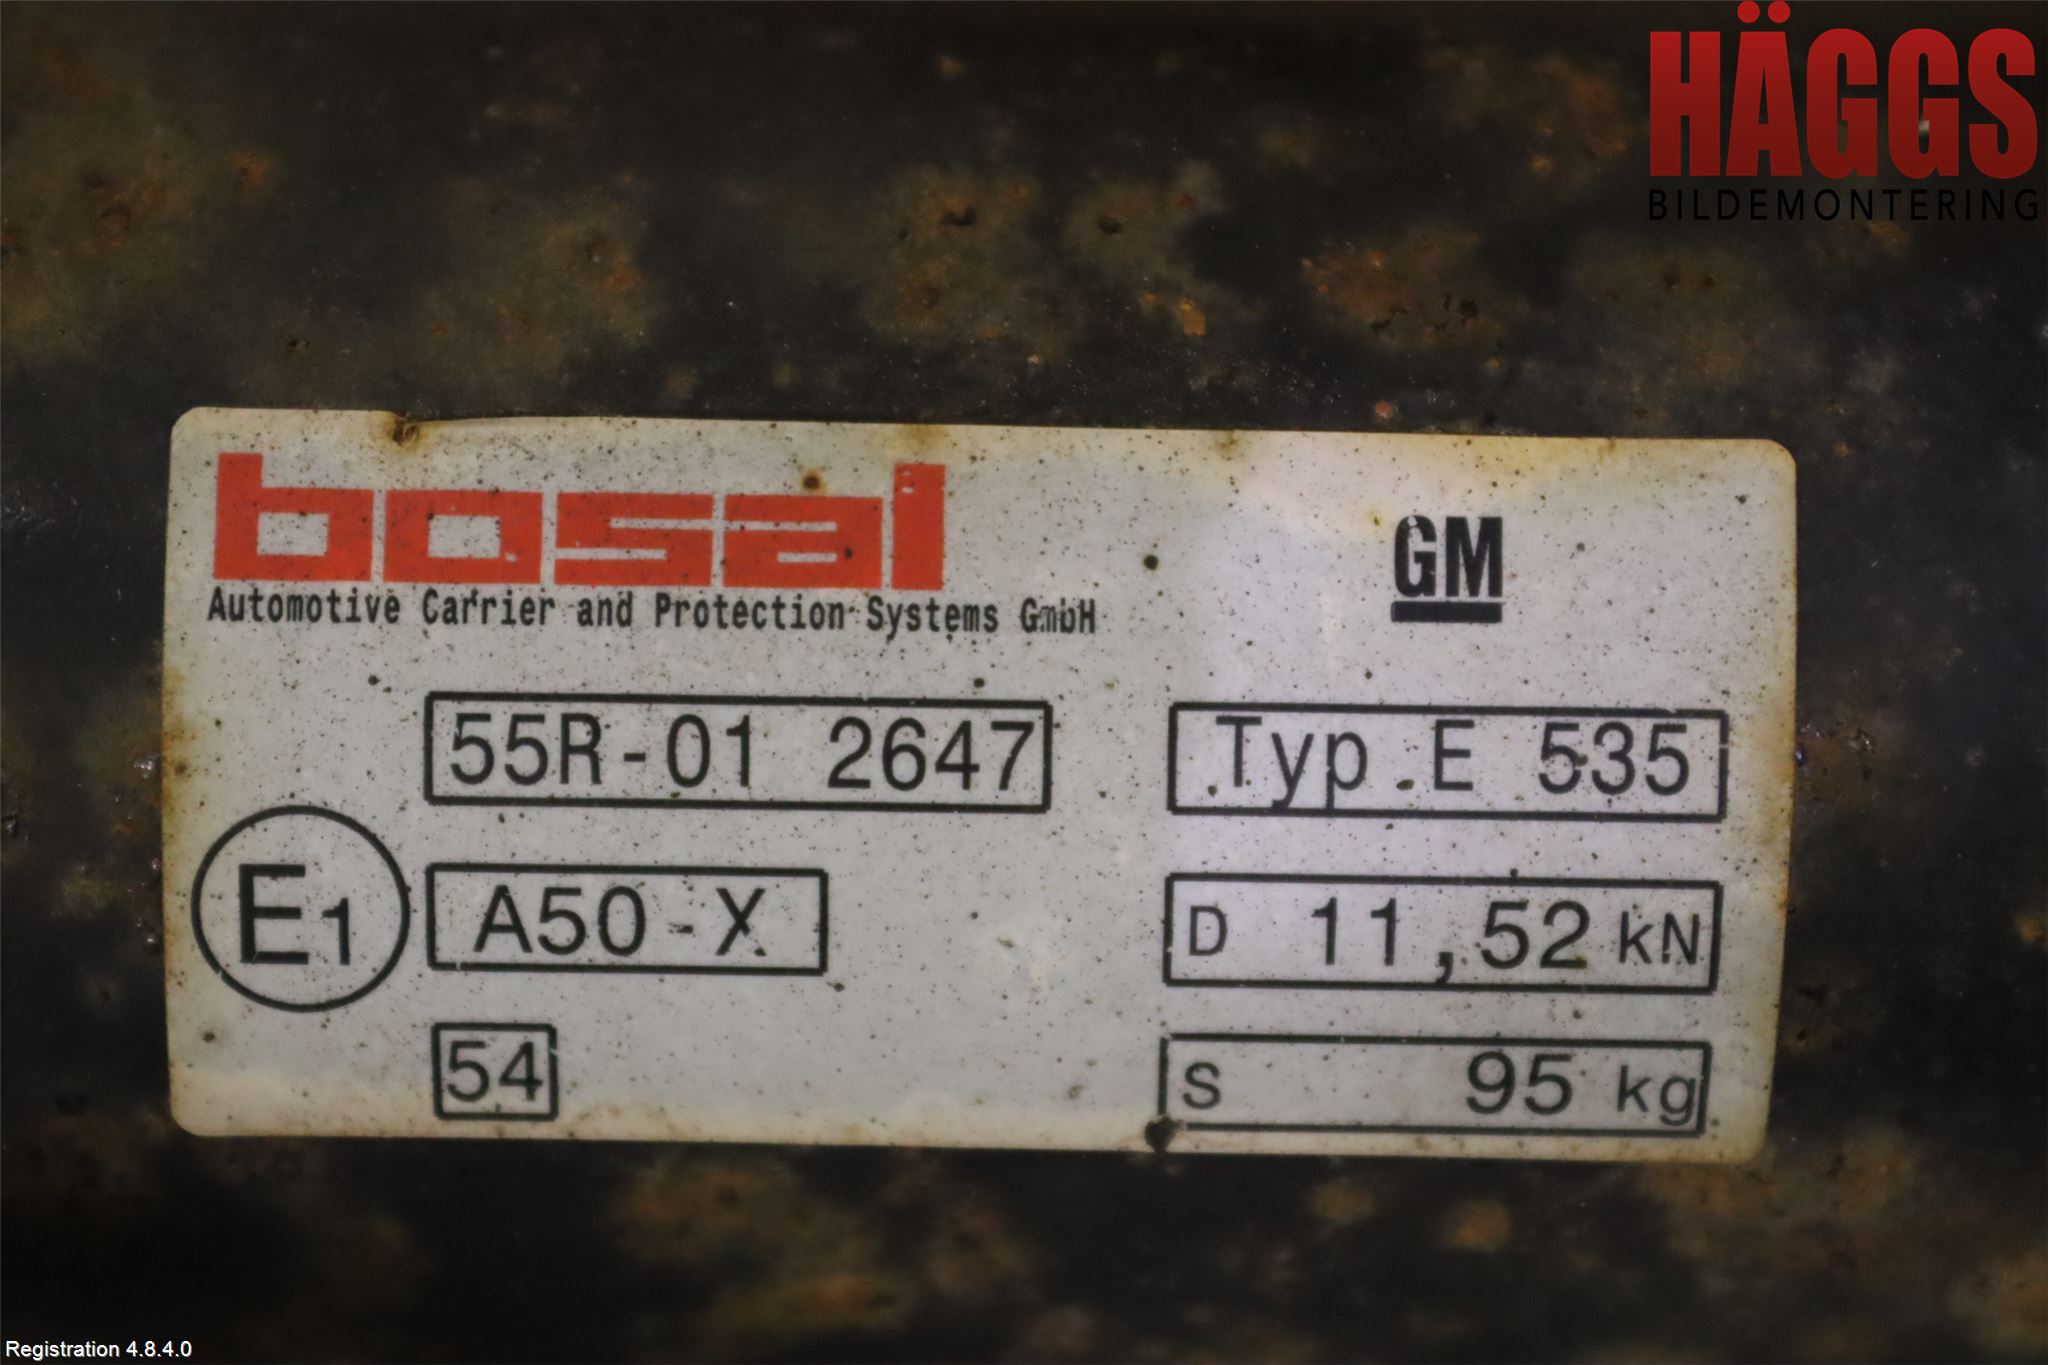 HÄGGS
BILDEMONTERING
bosal
Automotive Carrier and Protection Systems GmbH
GM
55R-01 2647
Typ E 535
E1
A50-X
D 11,52 kN
54
S 95 kg
Registration 4.8.4.0